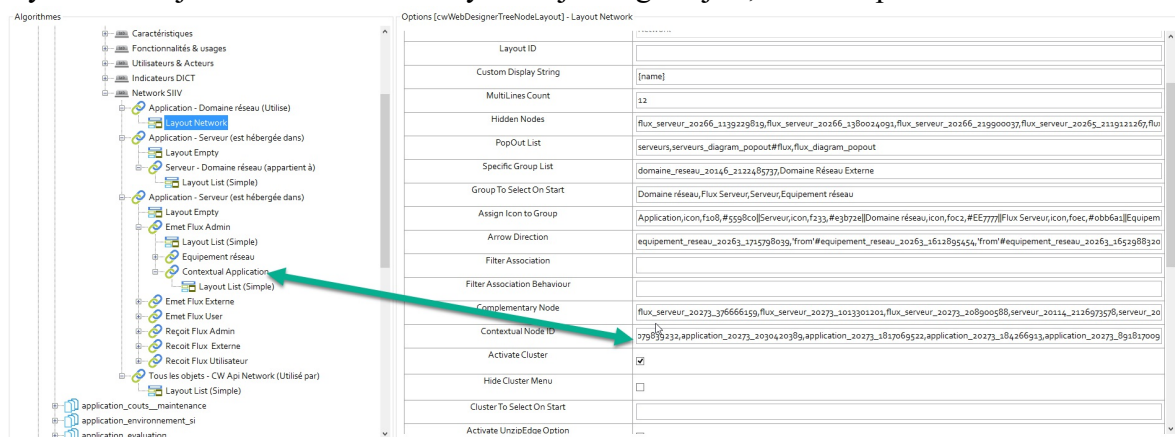 Algorithmes
Caractéristiques
Fonctionnalités & usages
Utilisateurs & Acteurs
Indicateurs DICT
Network SIIV
Application - Domaine réseau (Utilise)
Layout Network
Application - Serveur (est hébergée dans)
Layout Empty
Serveur - Domaine réseau (appartient à)
Layout List (Simple)
Application - Serveur (est hébergée dans)
Layout Empty
Emet Flux Admin
Layout List (Simple)
Equipement réseau
Contextual Application
Layout List (Simple)
Emet Flux Externe
Emet Flux User
Reçoit Flux Admin
Recoit Flux Externe
Recoit Flux Utilisateur
Tous les objets - CW Api Network (Utilisé par)
Layout List (Simple)
application_couts__maintenance
application_environnement_si
application_evaluation
Options [cwWebDesignerTreeNodeLayout] - Layout Network
Layout ID
Custom Display String [name]
MultiLines Count 12
Hidden Nodes flux_serveur_20266_1139229819,flux_serveur_20266_1380024091,flux_serveur_20266_219900037,flux_serveur_20265_2119121267,flu
PopOut List serveurs,serveurs_diagram_popout#flux,flux_diagram_popout
Specific Group List domaine_reseau_20146_2122485737,Domaine Réseau Externe
Group To Select On Start Domaine réseau,Flux Serveur,Serveur,Equipement réseau
Assign Icon to Group Application,icon,f108,#5598c0||Serveur,icon,f233,#e3b72e||Domaine réseau,icon,f0c2,#EE7777||Flux Serveur,icon,f0ec,#0bb6a1||Equipem
Arrow Direction equipement_reseau_20263_1715798039,'from'#equipement_reseau_20263_1612895454,'from'#equipement_reseau_20263_1652988320
Filter Association
Filter Association Behaviour
Complementary Node flux_serveur_20273_376666159,flux_serveur_20273_1013301201,flux_serveur_20273_208900588,serveur_20114_2126973578,serveur_20
Contextual Node ID 079839232,application_20273_2030420389,application_20273_1817069522,application_20273_184266913,application_20273_891817009
Activate Cluster
Hide Cluster Menu
Cluster To Select On Start
Activate UnzipEdge Option